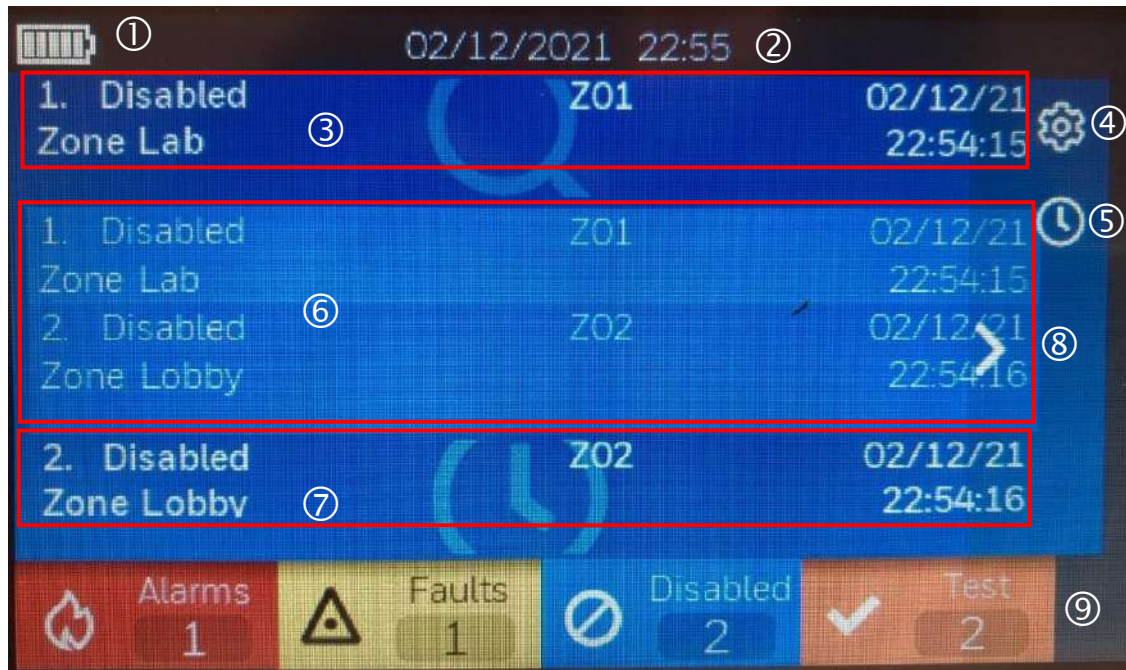 ①
02/12/2021 22:55 ②
1. Disabled Z01 02/12/21
Zone Lab ③ 22:54:15
④
⑤
1. Disabled Z01 02/12/21
Zone Lab 22:54:15
⑥
2. Disabled Z02 02/12/21
⑧
Zone Lobby 22:54:16
2. Disabled Z02 02/12/21
Zone Lobby ⑦ 22:54:16
Alarms Faults Disabled Test
1 1 2 2 ⑨